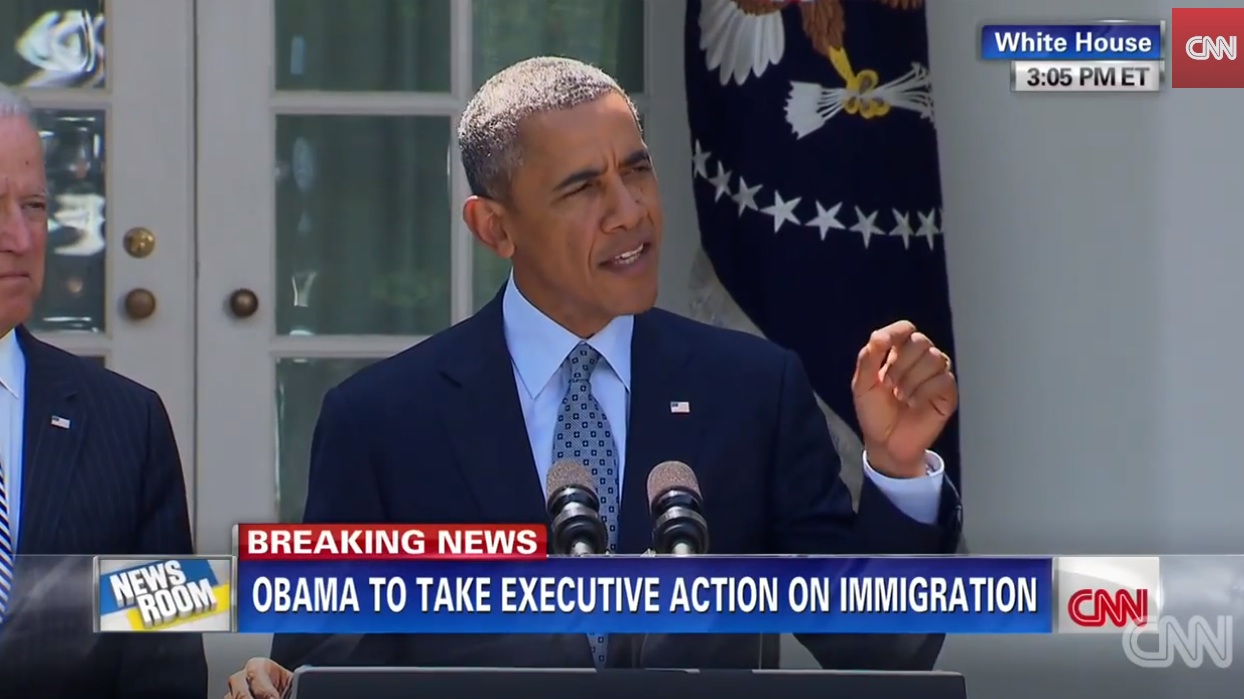 White House
CNN
3:05 PM ET
BREAKING NEWS
NEWS
ROOM
OBAMA TO TAKE EXECUTIVE ACTION ON IMMIGRATION
CNN
CNN